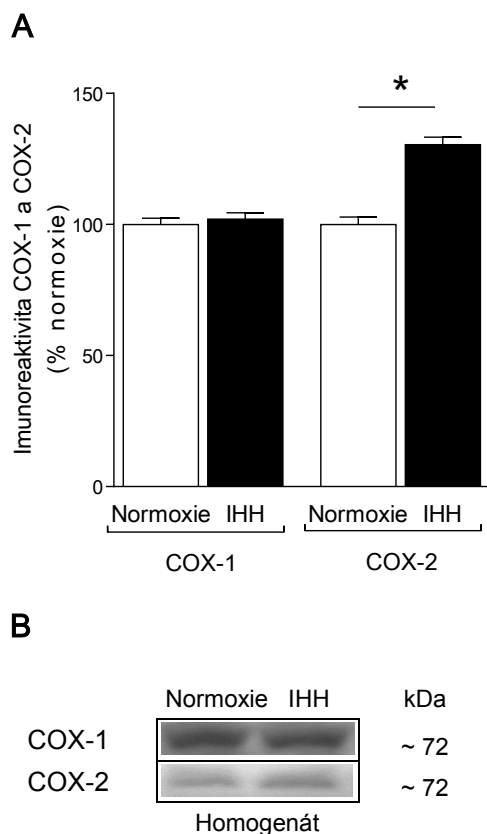 A
Imunoreaktivita COX-1 a COX-2
(% normoxie)
150
100
50
0
*
Normoxie IHH Normoxie IHH
COX-1 COX-2
B
Normoxie IHH kDa
COX-1 ~ 72
COX-2 ~ 72
Homogenát